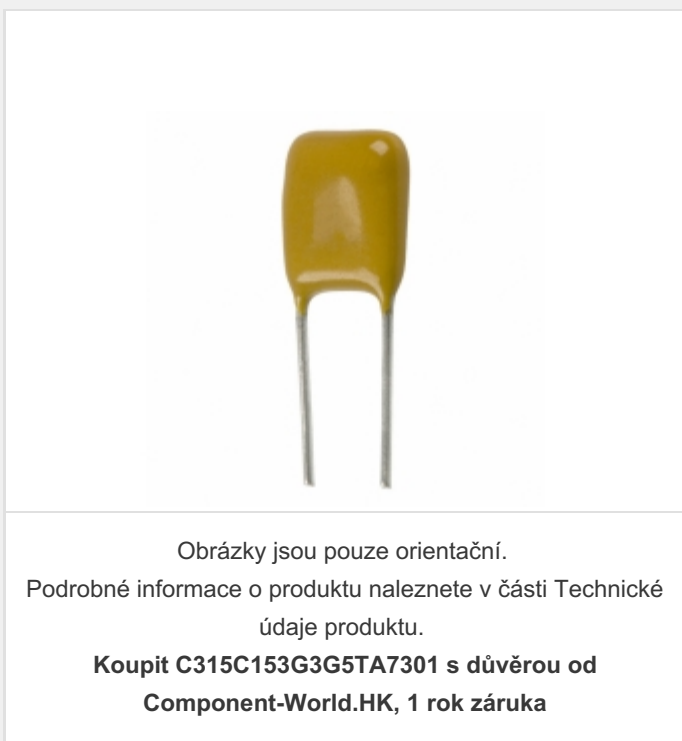 Obrázky jsou pouze orientační.
Podrobné informace o produktu naleznete v části Technické
údaje produktu.
Koupit C315C153G3G5TA7301 s důvěrou od
Component-World.HK, 1 rok záruka